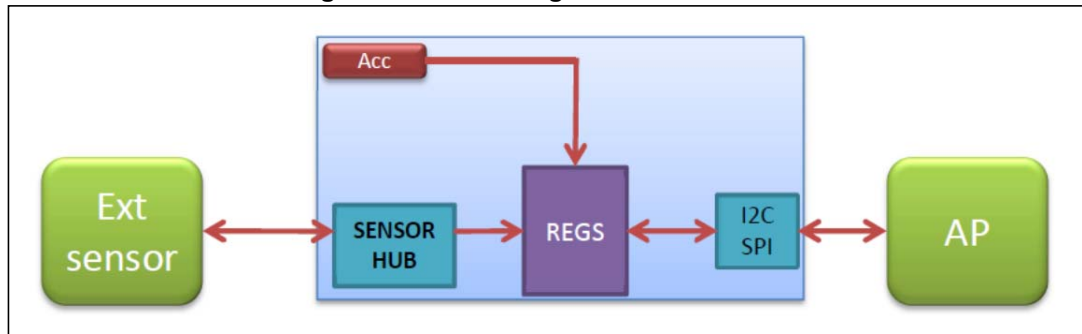 Acc
Ext
sensor
SENSOR
HUB
REGS
I2C
SPI
AP